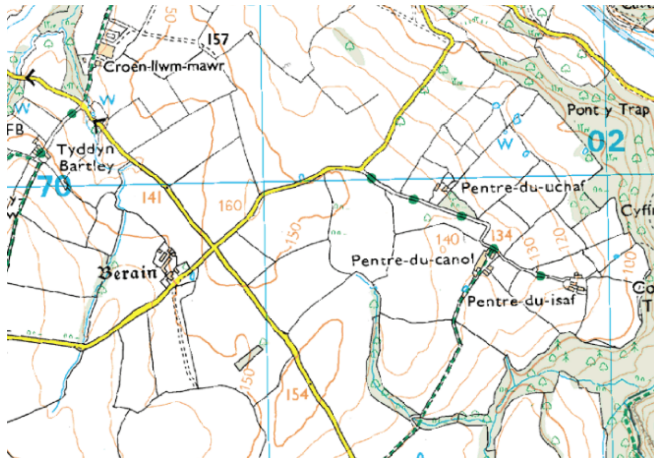 50
157
Croen-llwm-mawr
W
W
FB
Tyddyn
Bartley
70
141
160
150
Berain
150
154
Pont y Trap
02
W
Pentre-du-uchaf
Cyffi
140
134
130
120
100
Pentre-du-canol
Pentre-du-isaf
Co
T